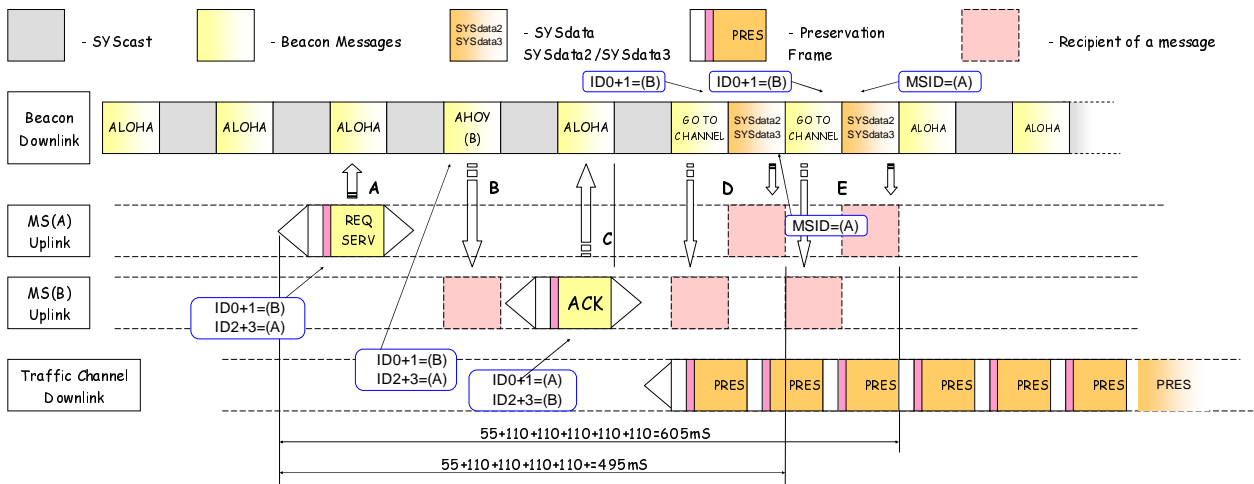 - SYScast
- Beacon Messages
SYSdata2
SYSdata3
- SYSdata
SYSdata2/SYSdata3
PRES
- Preservation
Frame
- Recipient of a message
ID0+1=(B)
ID0+1=(B)
MSID=(A)
Beacon
Downlink
ALOHA
ALOHA
ALOHA
AHOY
(B)
ALOHA
GO TO
CHANNEL
SYSdata2
SYSdata3
GO TO
CHANNEL
SYSdata2
SYSdata3
ALOHA
ALOHA
A
B
C
D
E
MS(A)
Uplink
REQ
SERV
MSID=(A)
MS(B)
Uplink
ACK
ID0+1=(B)
ID2+3=(A)
ID0+1=(B)
ID2+3=(A)
ID0+1=(A)
ID2+3=(B)
Traffic Channel
Downlink
PRES
PRES
PRES
PRES
PRES
PRES
PRES
55+110+110+110+110+110=605mS
55+110+110+110+110+=495mS